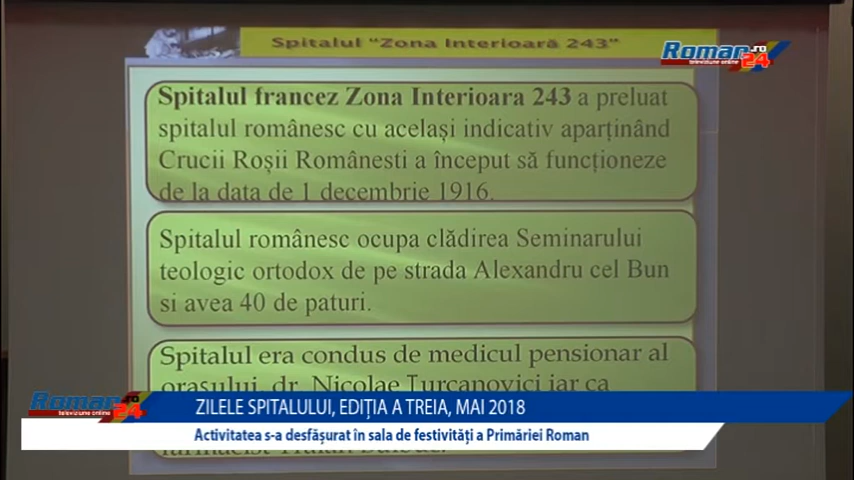 Spitalul "Zona Interioară 243"
Roman.ro
televiziune online 24
Spitalul francez Zona Interioara 243 a preluat
spitalul românesc cu același indicativ aparținând
Crucii Roșii Românesti a început să funcționeze
de la data de 1 decembrie 1916.
Spitalul românesc ocupa clădirea Seminarului
teologic ortodox de pe strada Alexandru cel Bun
si avea 40 de paturi.
Spitalul era condus de medicul pensionar al
orașului, dr. Nicolae Țurcanovici iar ca
Roman.ro
televiziune online 24
ZILELE SPITALULUI, EDIȚIA A TREIA, MAI 2018
Activitatea s-a desfășurat în sala de festivități a Primăriei Roman